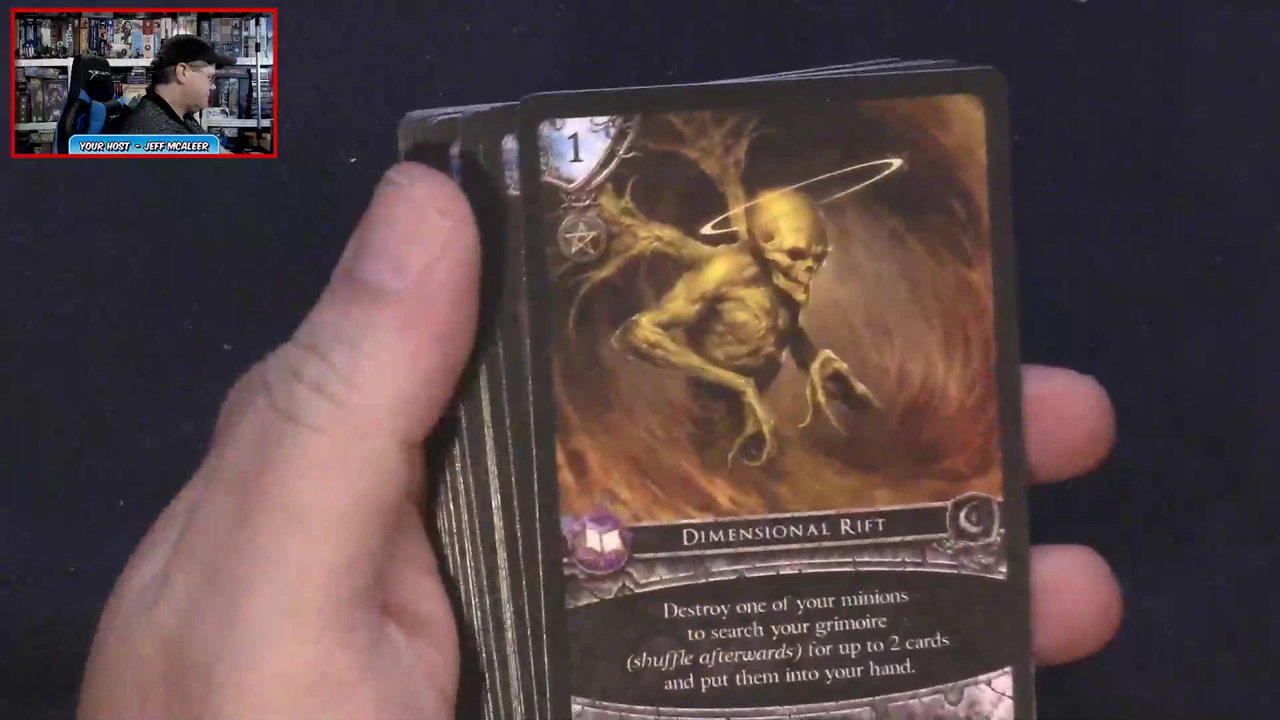 YOUR HOST - JEFF MCALEER
1
DIMENSIONAL RIFT
Destroy one of your minions
to search your grimoire
(shuffle afterwards) for up to 2 cards
and put them into your hand.